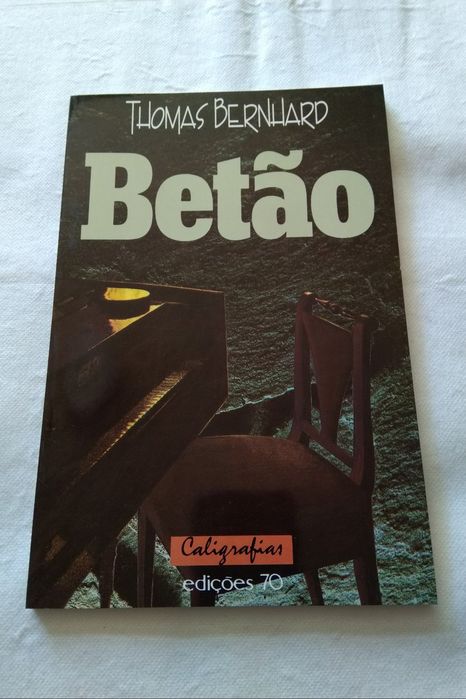 THOMAS BERNHARD
Betão
Caligrafias
edições 70